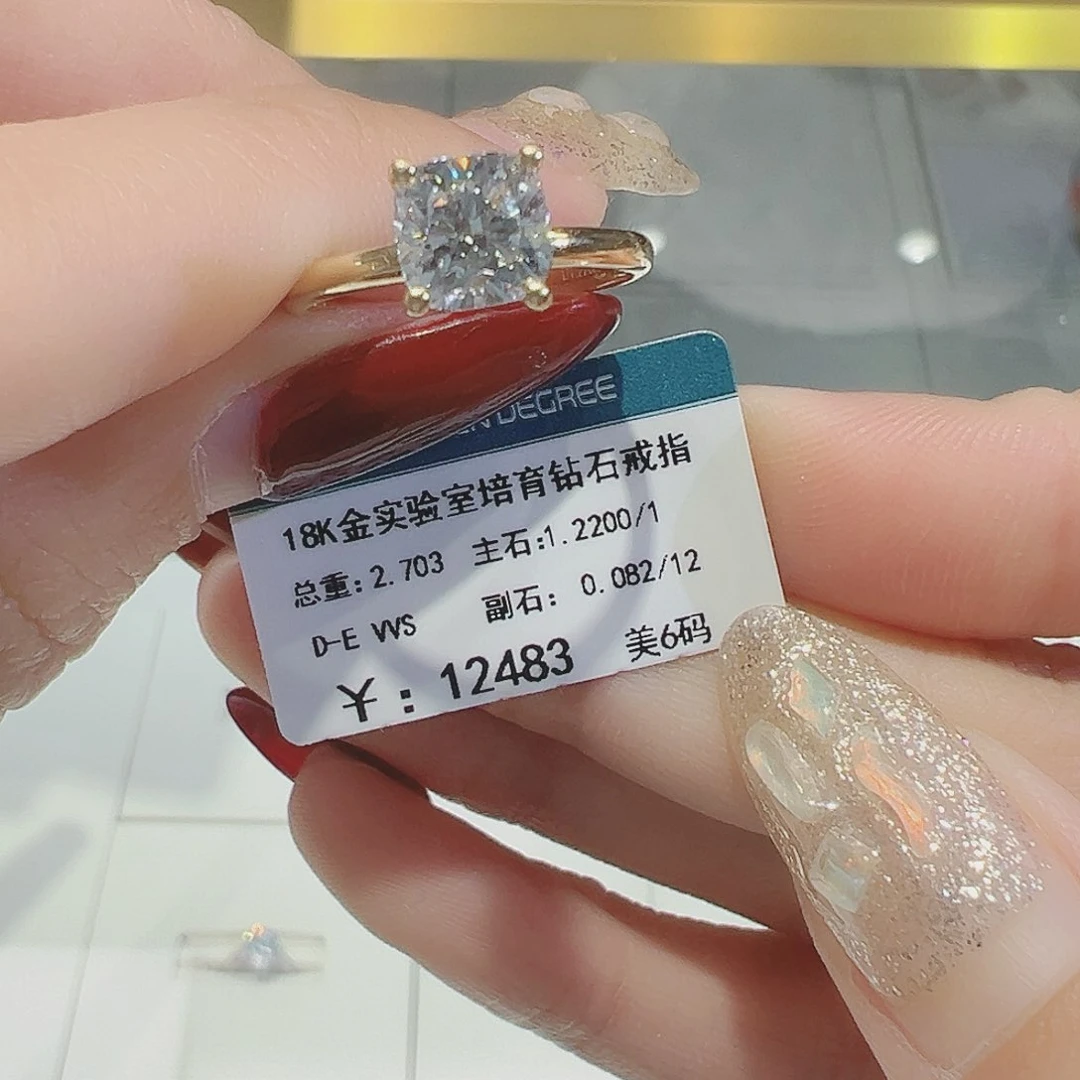 DEGREE
18K金实验室培育钻石戒指
总重:2.703 主石:1.2200/1
D-E VVS 副石: 0.082/12
¥:12483 美6码